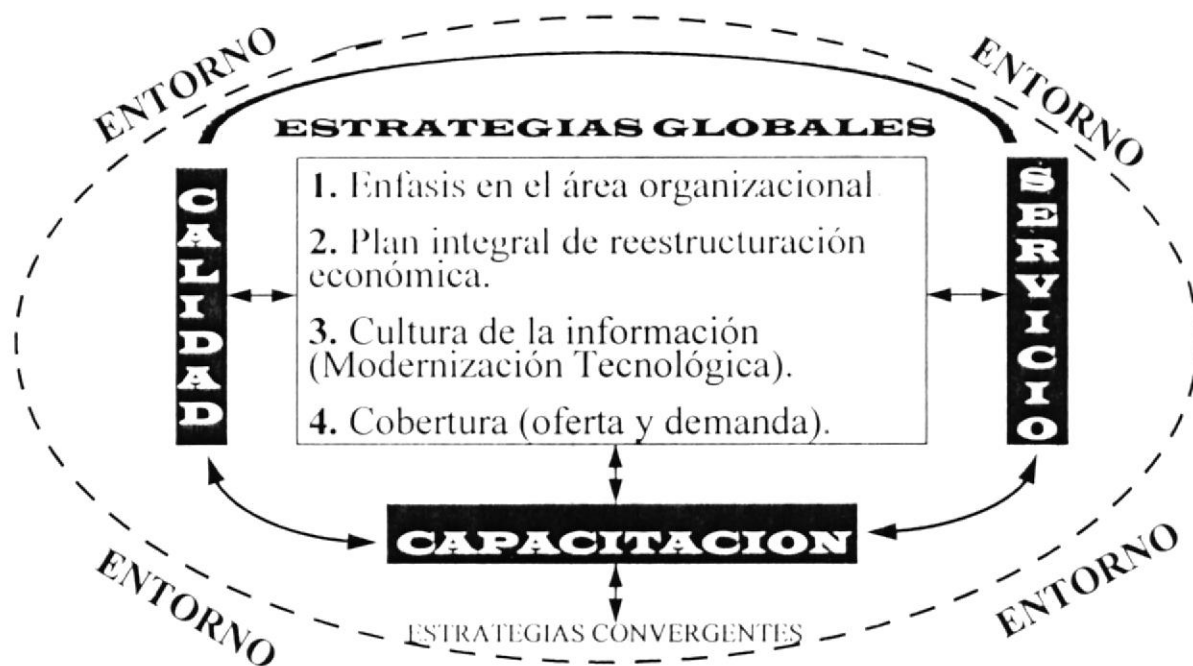 ENTORNO
ENTORNO
ESTRATEGIAS GLOBALES
CALIDAD
1. Enfasis en el área organizacional.
2. Plan integral de reestructuración
económica.
3. Cultura de la información
(Modernización Tecnológica).
4. Cobertura (oferta y demanda).
SERVICIO
CAPACITACION
ENTORNO
ENTORNO
ESTRATEGIAS CONVERGENTES